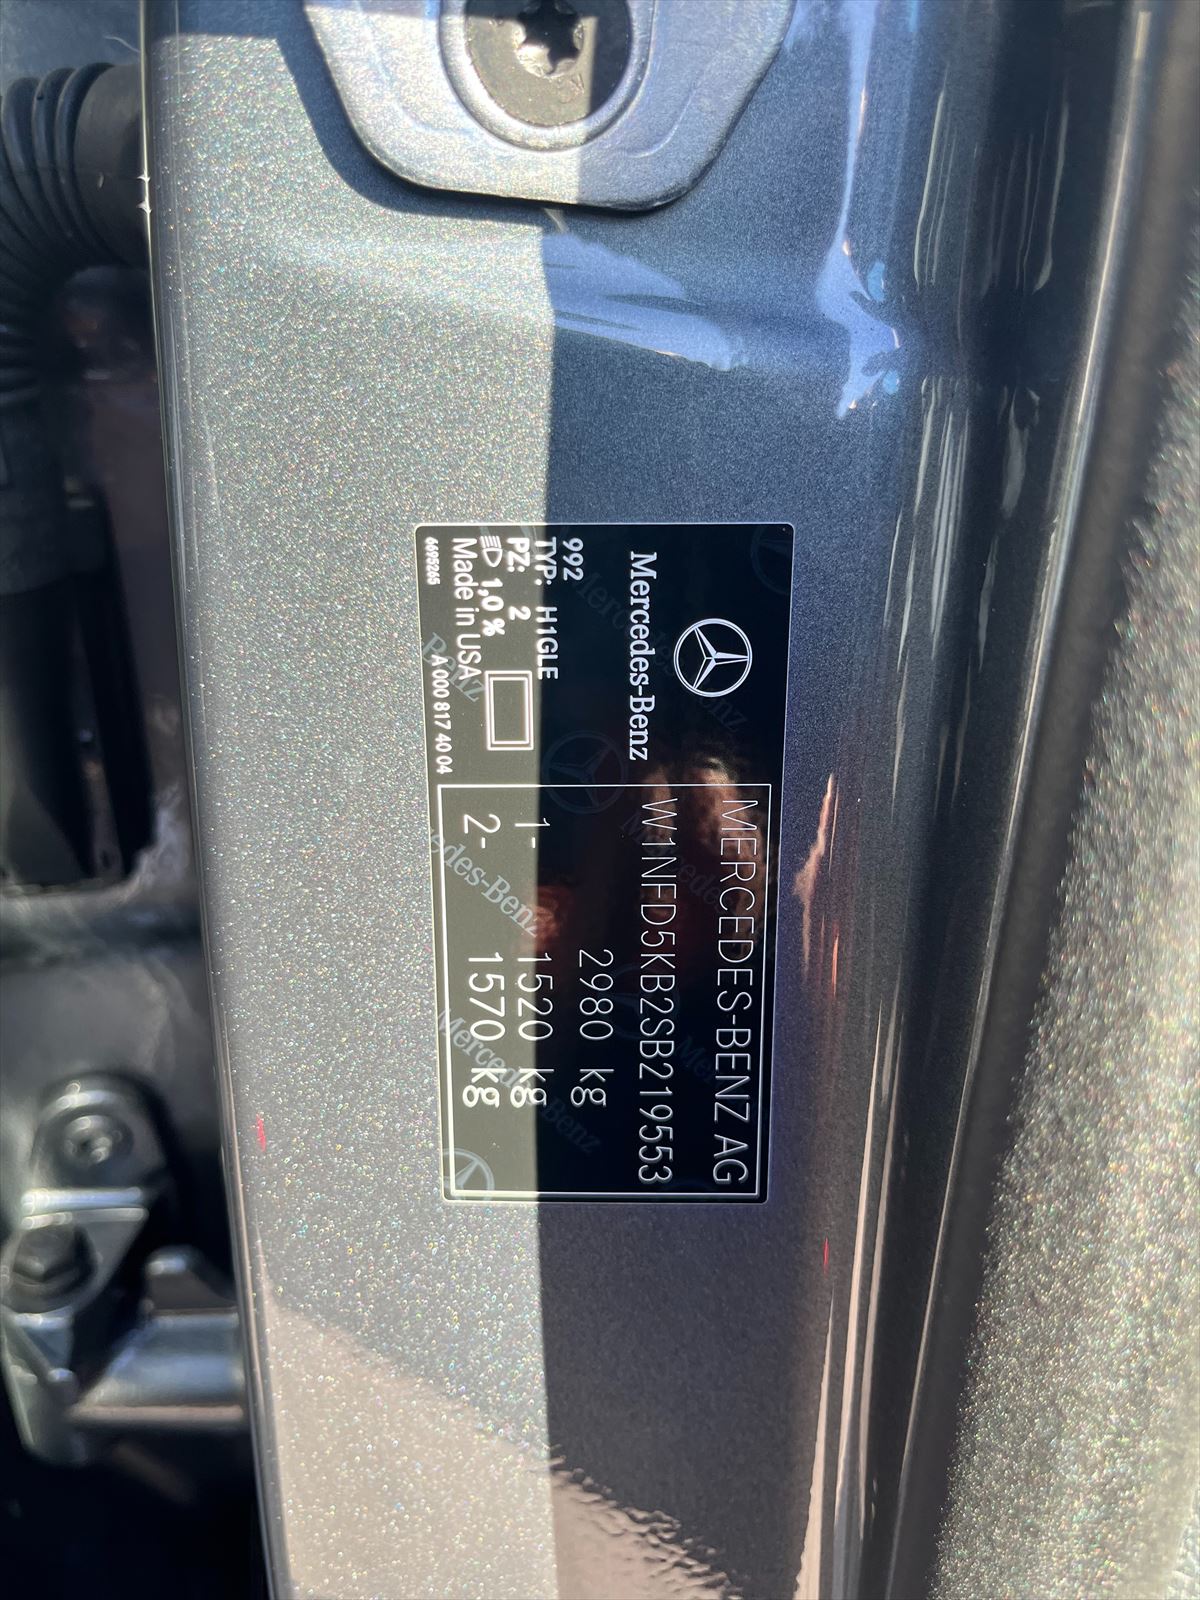 Mercedes-Benz
992
TYP: H1GLE
PZ: 2
1,0 %
Made in USA
6695265 A 000 817 40 04
MERCEDES-BENZ AG
W1NFD5KB2SB219553
2980 kg
1- 1520 kg
2- 1570 kg